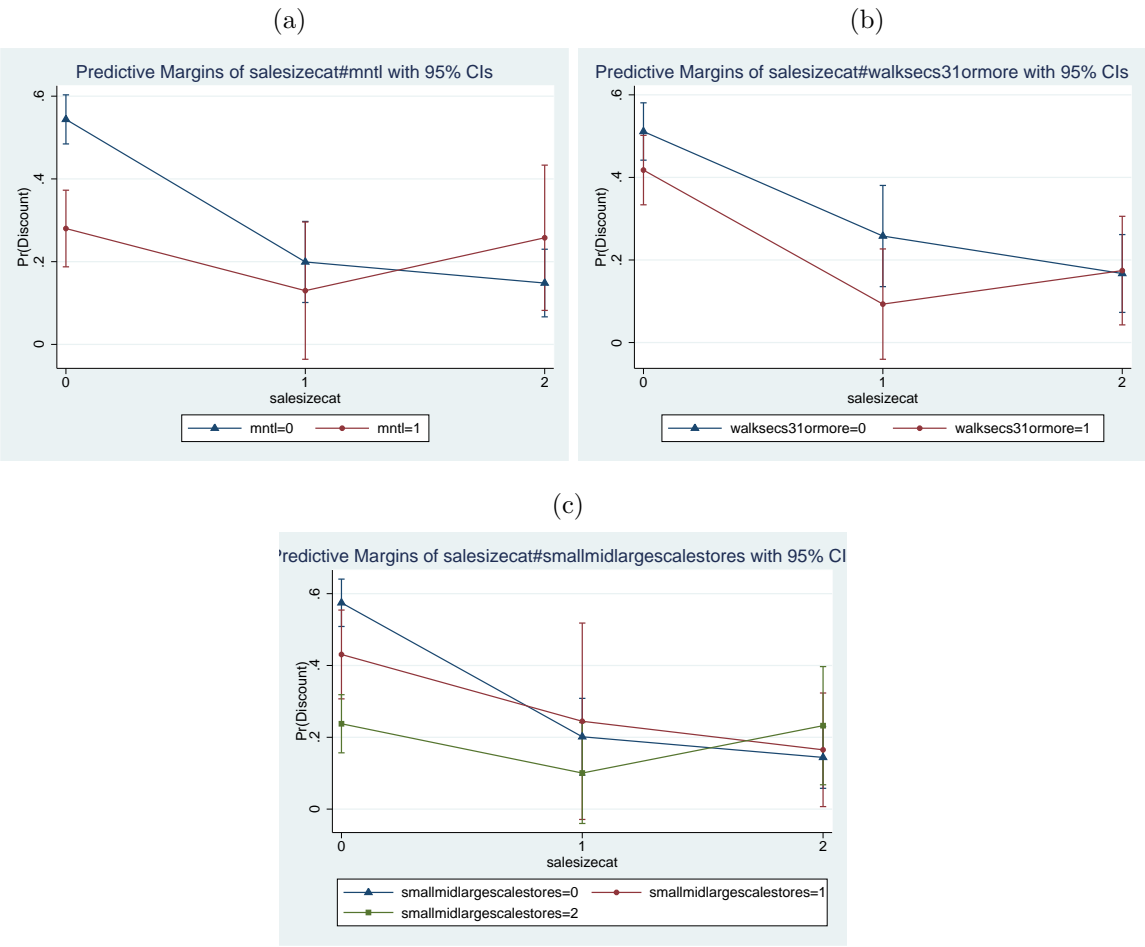 (a)
Predictive Margins of salesizecat#mntl with 95% CIs
.6
.4
.2
0
Pr(Discount)
0 1 2
salesizecat
mntl=0 mntl=1
(b)
Predictive Margins of salesizecat#walksecs31ormore with 95% CIs
.6
.4
.2
0
Pr(Discount)
0 1 2
salesizecat
walksecs31ormore=0 walksecs31ormore=1
(c)
Predictive Margins of salesizecat#smallmidlargescalestores with 95% CI
.6
.4
.2
0
Pr(Discount)
0 1 2
salesizecat
smallmidlargescalestores=0 smallmidlargescalestores=1
smallmidlargescalestores=2